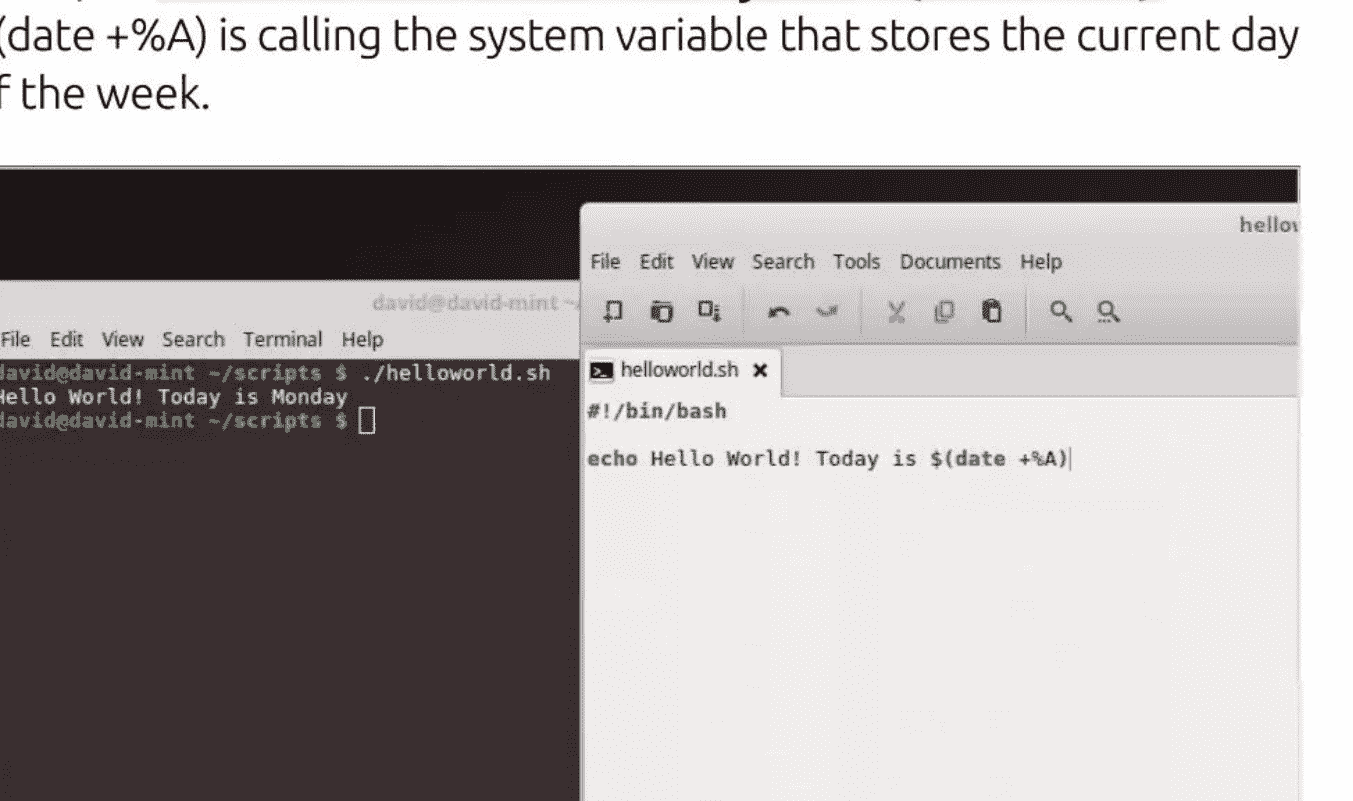 (date +%A) is calling the system variable that stores the current day
f the week.
hellow
File Edit View Search Tools Documents Help
david@david-mint ~/
File Edit View Search Terminal Help
david@david-mint ~/scripts $ ./helloworld.sh
Hello World! Today is Monday
david@david-mint ~/scripts $
helloworld.sh
#!/bin/bash
echo Hello World! Today is $(date +%A)